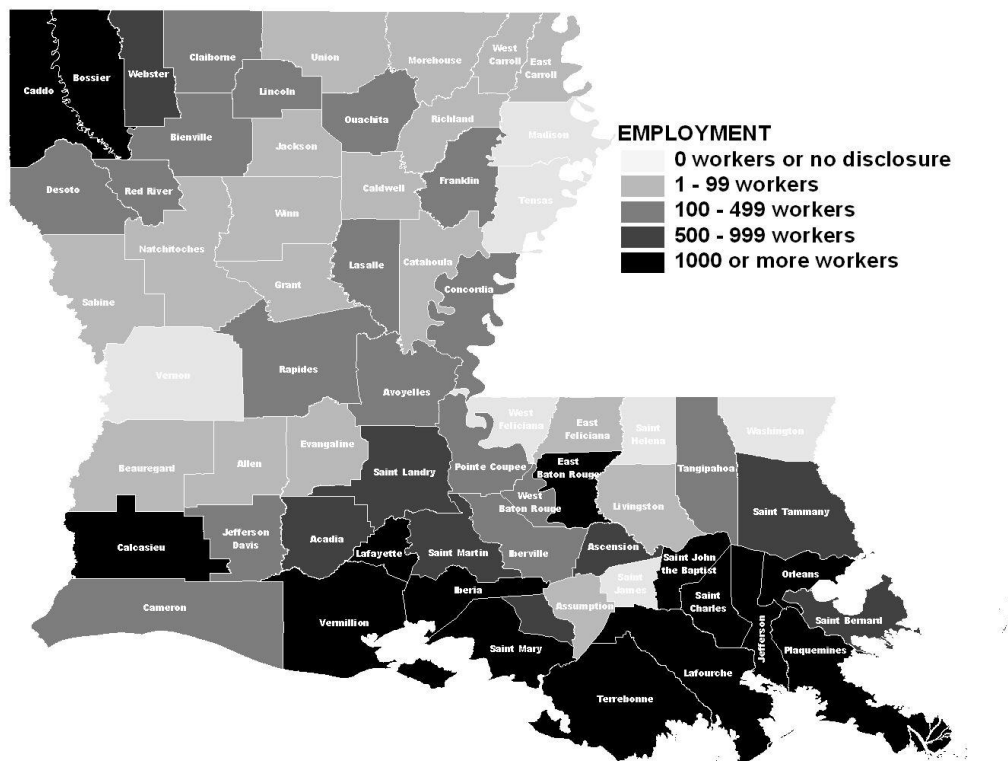 Claiborne
Union
Morehouse
West
Carroll
East
Carroll
Bossier
Webster
Caddo
Lincoln
Ouachita
Richland
Madison
Bienville
Jackson
EMPLOYMENT
0 workers or no disclosure
1 - 99 workers
100 - 499 workers
500 - 999 workers
1000 or more workers
Desoto
Red River
Caldwell
Franklin
Tensas
Winn
Natchitoches
Lasalle
Catahoula
Concordia
Sabine
Grant
Vernon
Rapides
Avoyelles
West
Feliciana
East
Feliciana
Saint
Helena
Washington
Beauregard
Allen
Evangaline
Saint Landry
Pointe Coupee
East
Baton Rouge
Tangipahoa
West
Baton Rouge
Livingston
Saint Tammany
Calcasieu
Jefferson
Davis
Acadia
Lafayette
Saint Martin
Iberville
Ascension
Saint John
the Baptist
Orleans
Cameron
Vermillion
Iberia
Assumption
Saint
James
Saint
Charles
Jefferson
Saint Bernard
Plaquemines
Saint Mary
Lafourche
Terrebonne